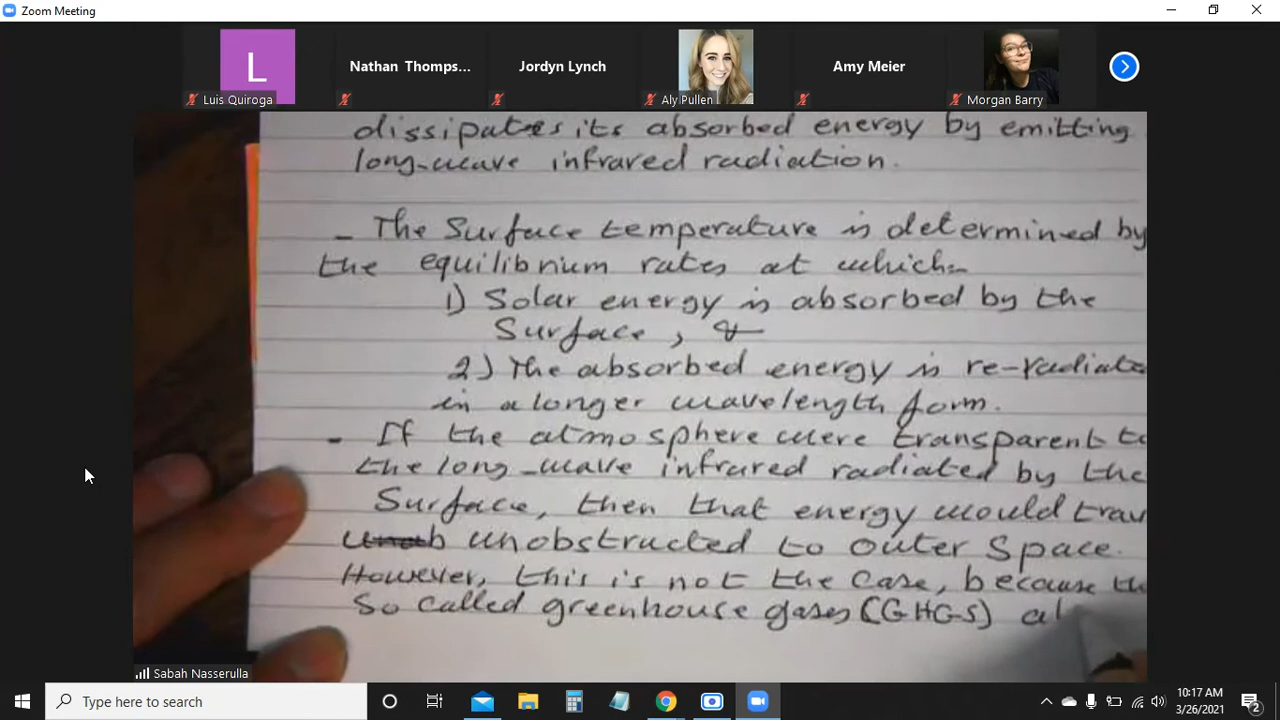 Zoom Meeting
L
Luis Quiroga
Nathan Thomps...
Jordyn Lynch
Aly Pullen
Amy Meier
Morgan Barry
dissipates its absorbed energy by emitting
long-wave infrared radiation.
- The Surface temperature is determined by
the equilibrium rates at which:-
1) Solar energy is absorbed by the
Surface, &
2) The absorbed energy is re-radiate
in a longer wavelength form.
- If the atmosphere were transparent to
the long-wave infrared radiated by the
Surface, then that energy would trav
unobstructed to outer Space.
However, this is not the Case, because th
So called greenhouse gases (GHGS) a
Sabah Nasserulla
Type here to search
10:17 AM
3/26/2021
2